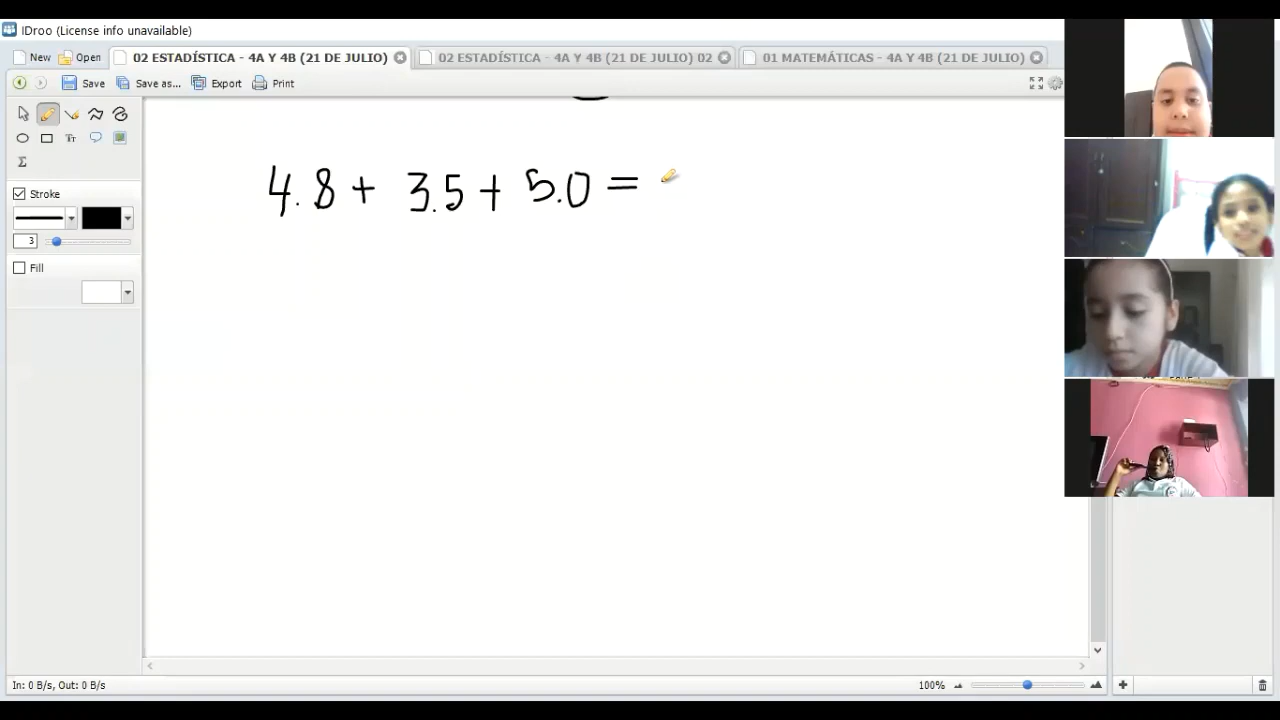 IDroo (License info unavailable)
New Open 02 ESTADÍSTICA - 4A Y 4B (21 DE JULIO) 02 ESTADÍSTICA - 4A Y 4B (21 DE JULIO) 02 01 MATEMÁTICAS - 4A Y 4B (21 DE JULIO)
Save Save as... Export Print
Tr
Σ
Stroke
3
Fill
4.8 + 3.5 + 5.0 =
In: 0 B/s, Out: 0 B/s 100%